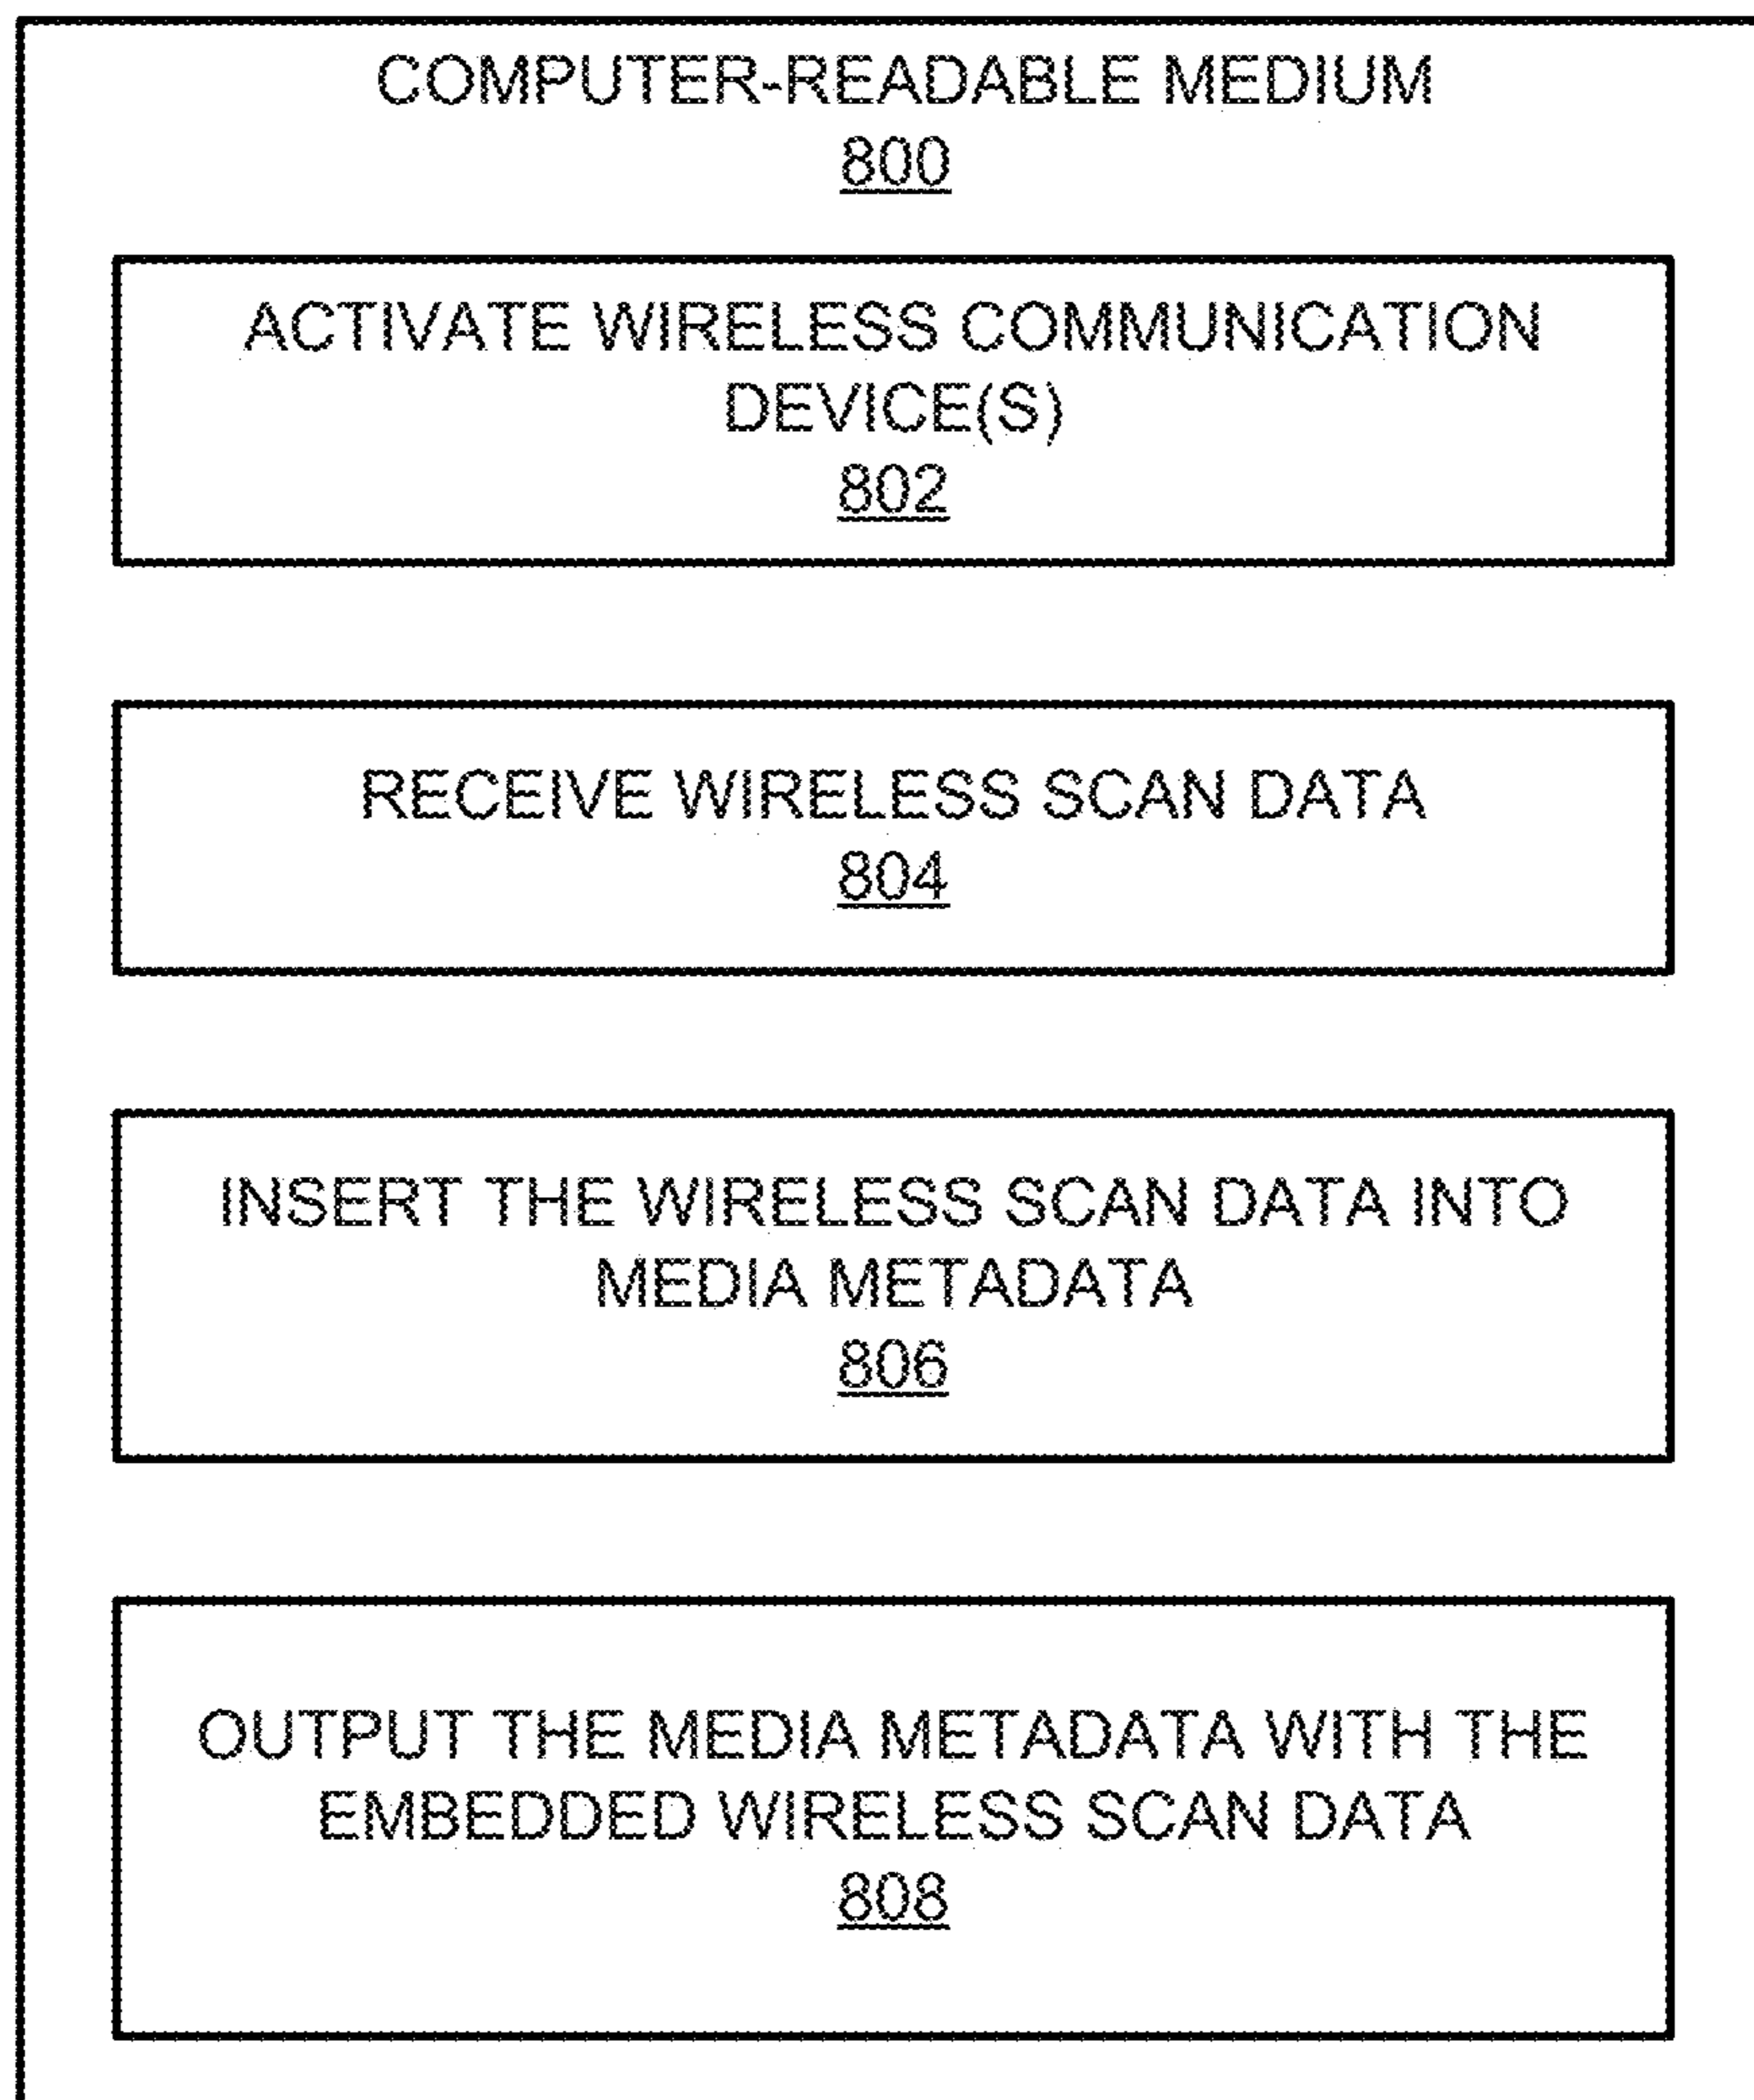 COMPUTER-READABLE MEDIUM
800
ACTIVATE WIRELESS COMMUNICATION
DEVICE(S)
802
RECEIVE WIRELESS SCAN DATA
804
INSERT THE WIRELESS SCAN DATA INTO
MEDIA METADATA
806
OUTPUT THE MEDIA METADATA WITH THE
EMBEDDED WIRELESS SCAN DATA
808